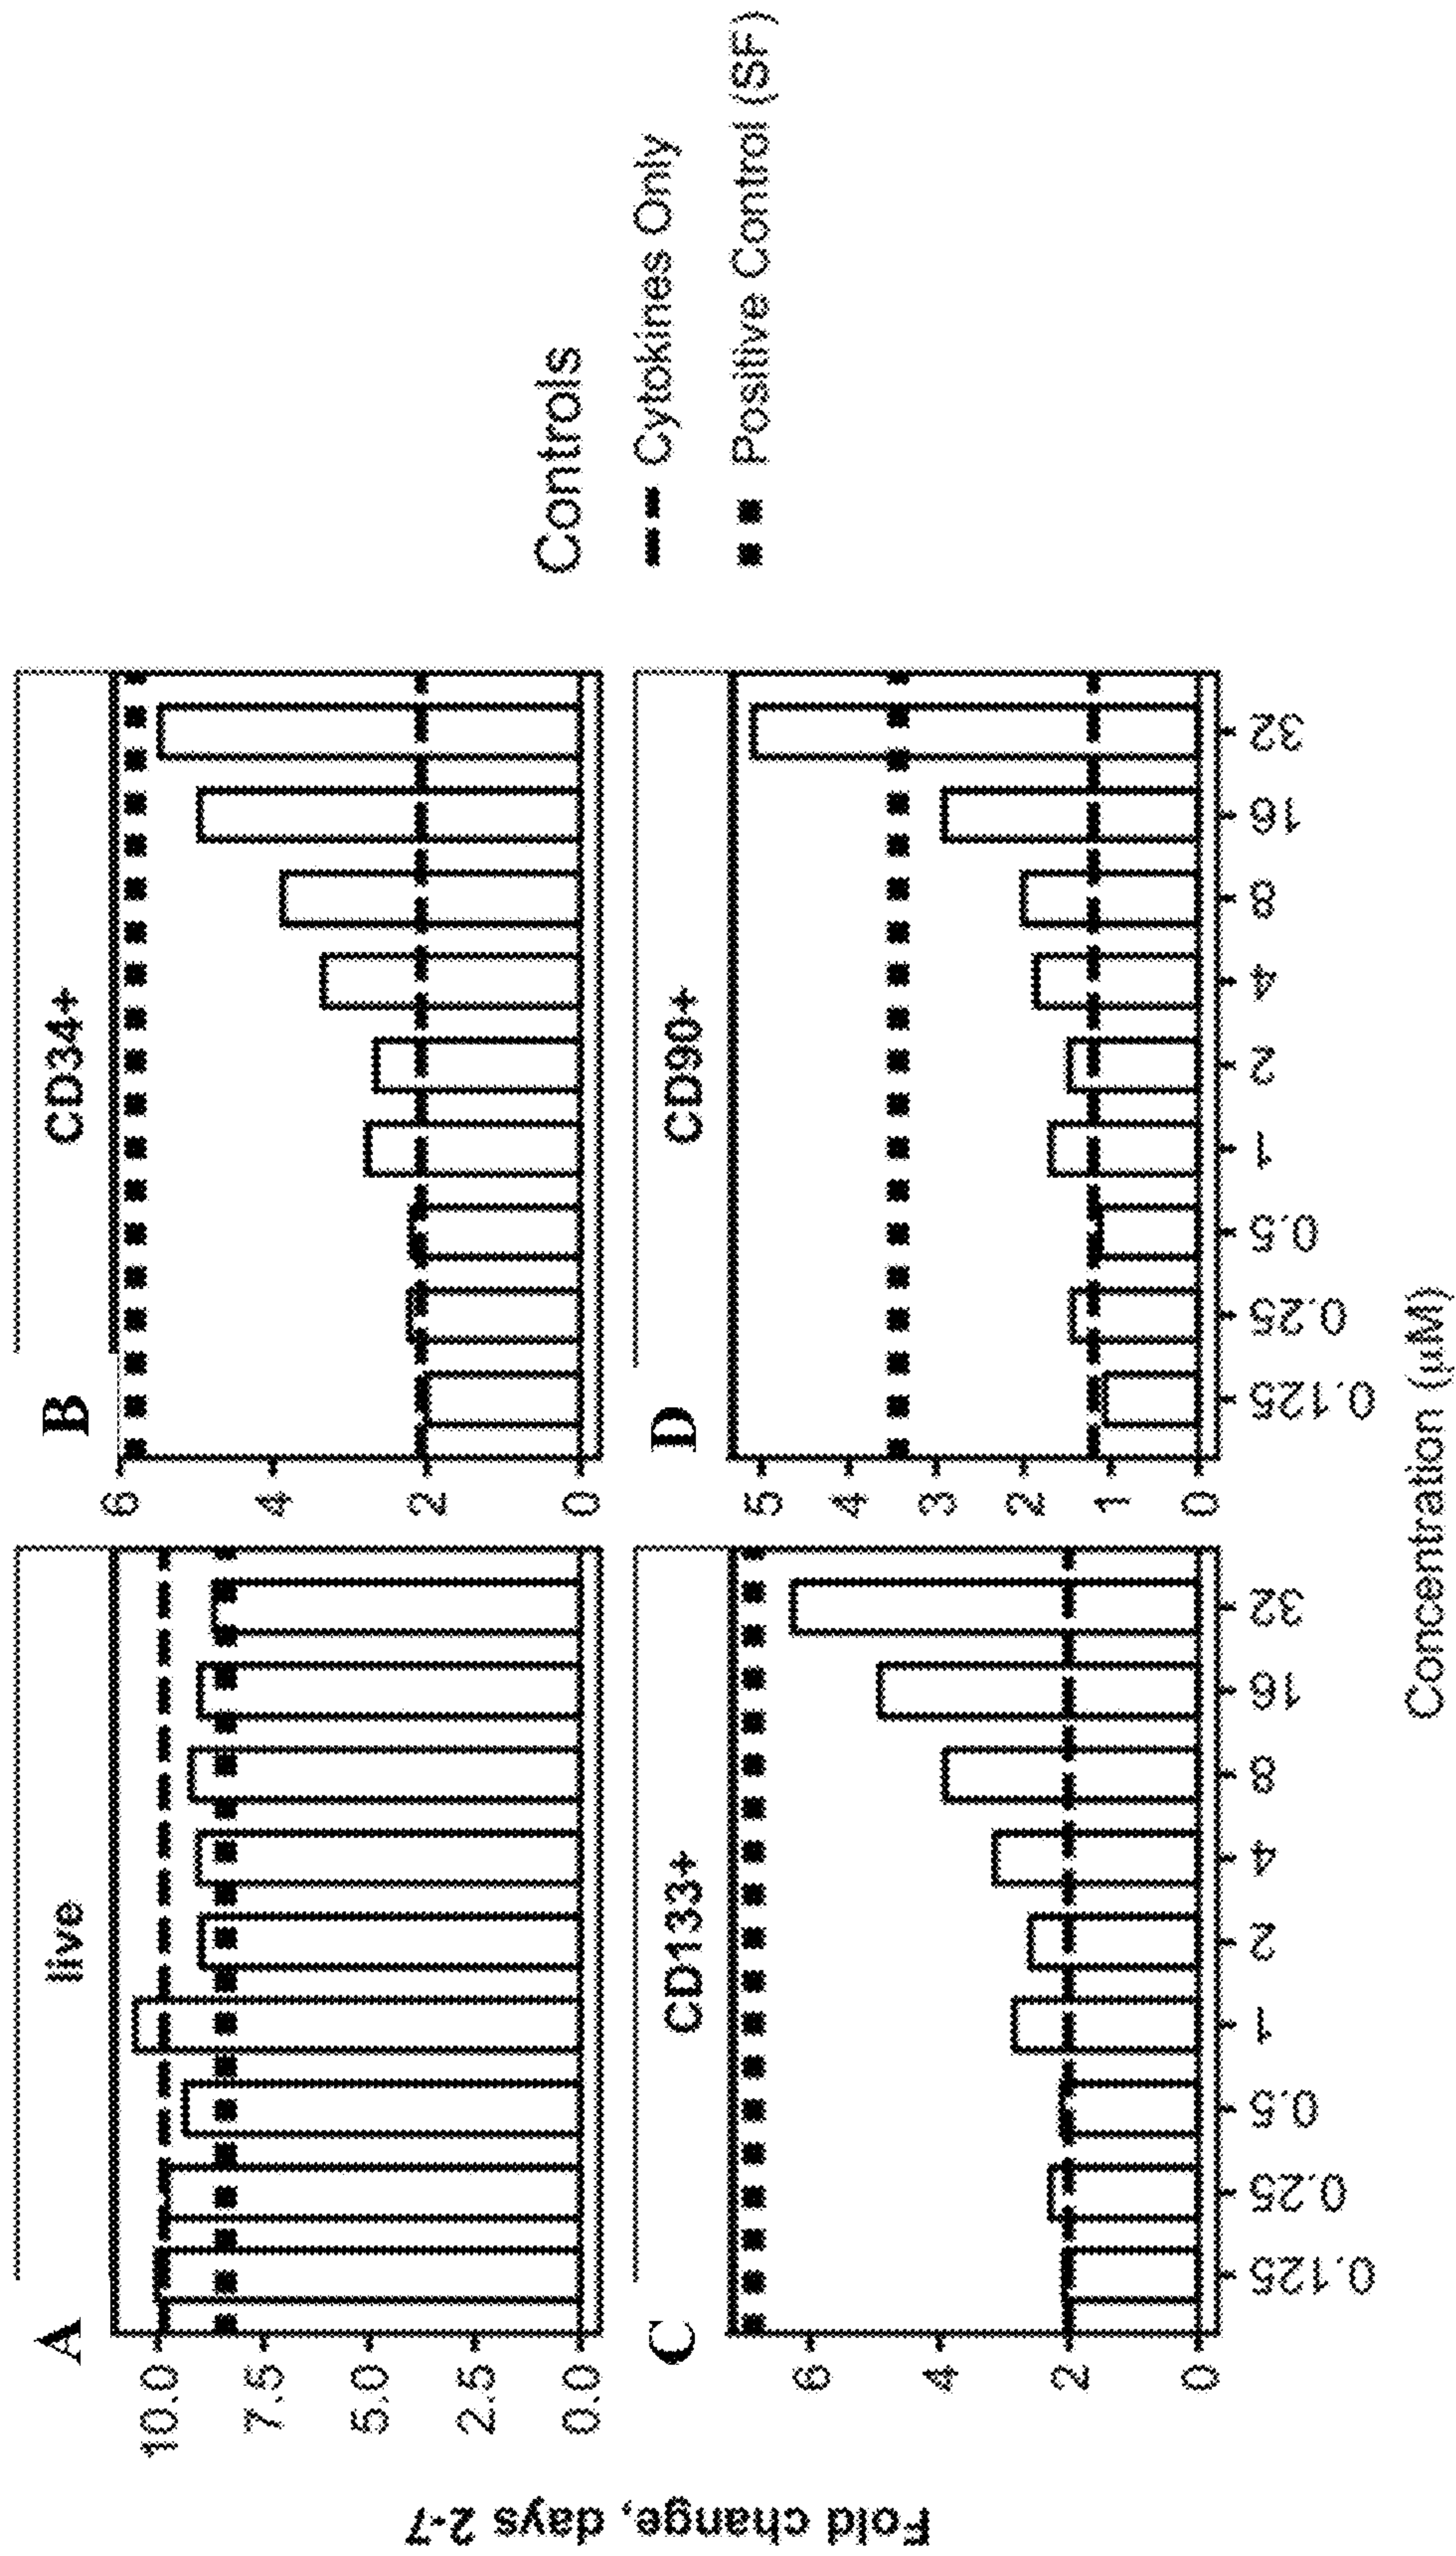 A
live
10.0
7.5
5.0
2.5
0.0
B
CD34+
6
4
2
0
C
CD133+
6
4
2
0
0.125 0.25 0.5 1 2 4 8 16 32
D
CD90+
5
4
3
2
1
0
0.125 0.25 0.5 1 2 4 8 16 32
Fold change, days 2-7
Concentration (µM)
Controls
Cytokines Only
Positive Control (SF)